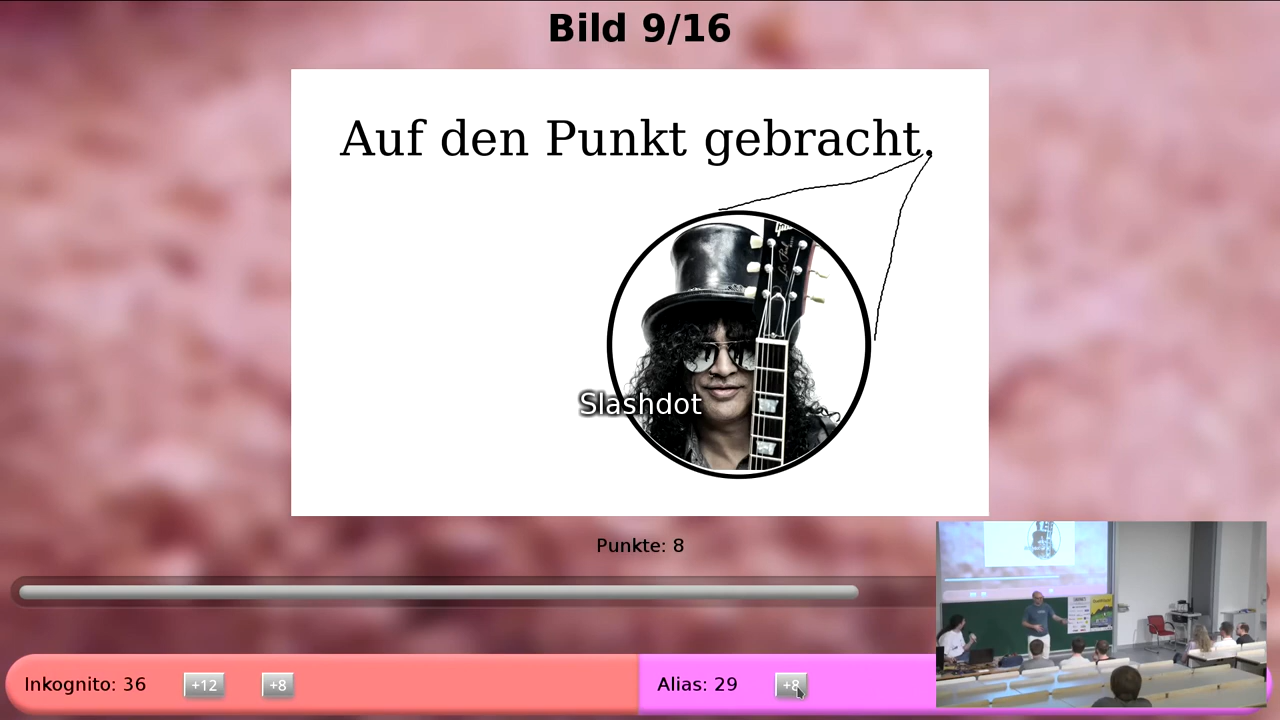 Bild 9/16
Auf den Punkt gebracht.
Slashdot
Punkte: 8
Inkognito: 36
+12
+8
Alias: 29
+8